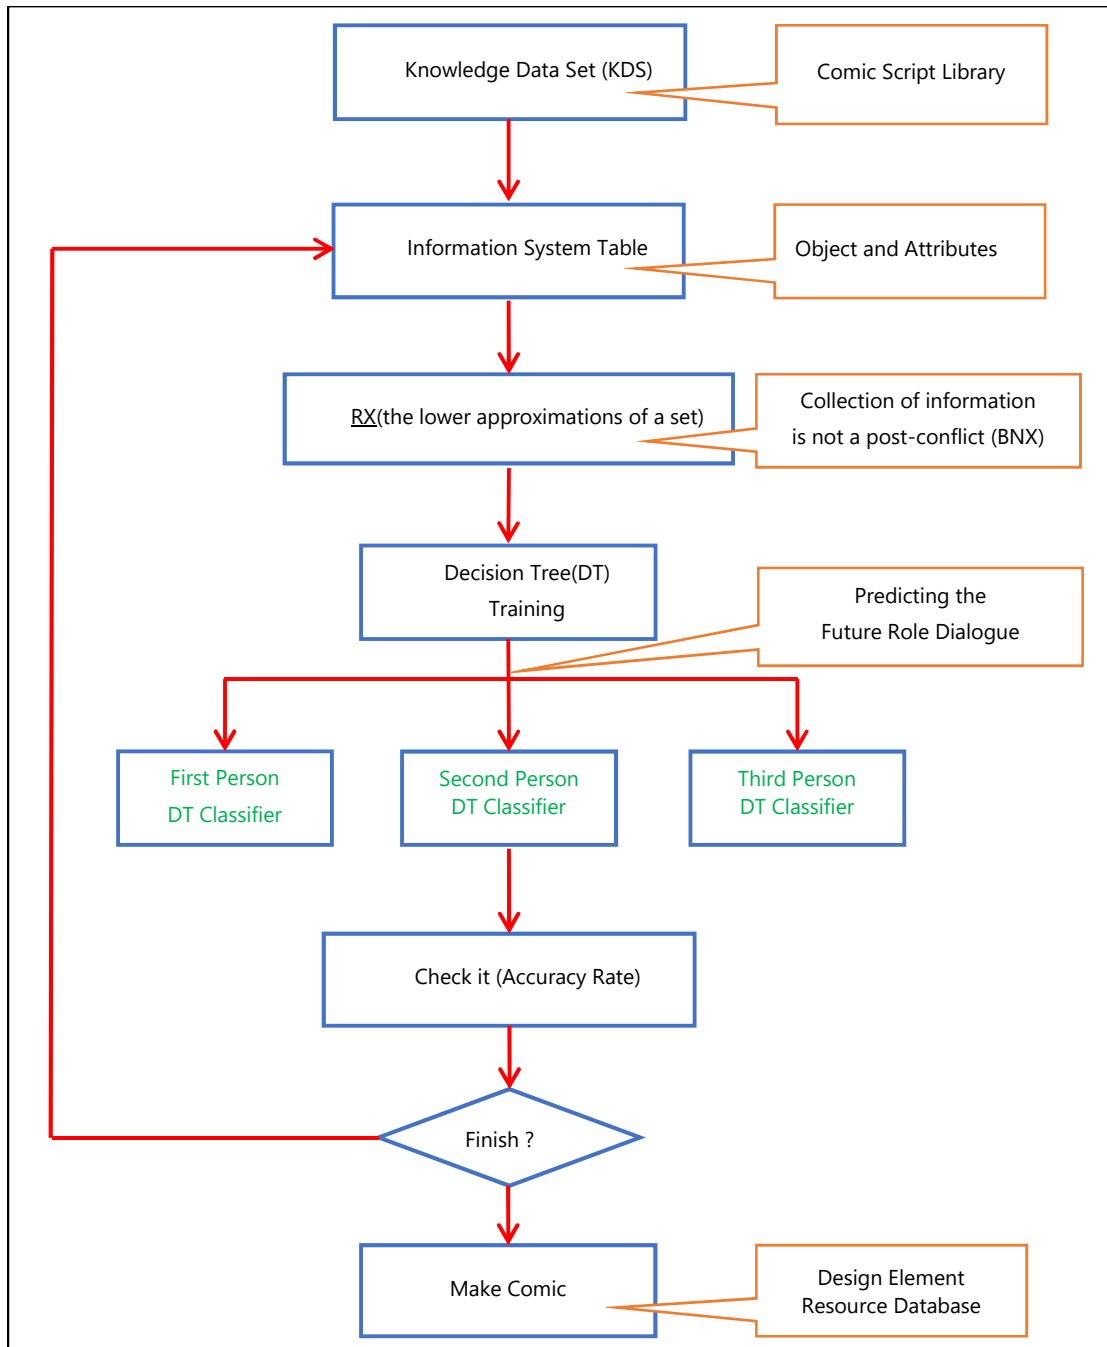 Knowledge Data Set (KDS)
Comic Script Library
Information System Table
Object and Attributes
RX(the lower approximations of a set)
Collection of information
is not a post-conflict (BNX)
Decision Tree(DT)
Training
Predicting the
Future Role Dialogue
First Person
DT Classifier
Second Person
DT Classifier
Third Person
DT Classifier
Check it (Accuracy Rate)
Finish ?
Make Comic
Design Element
Resource Database